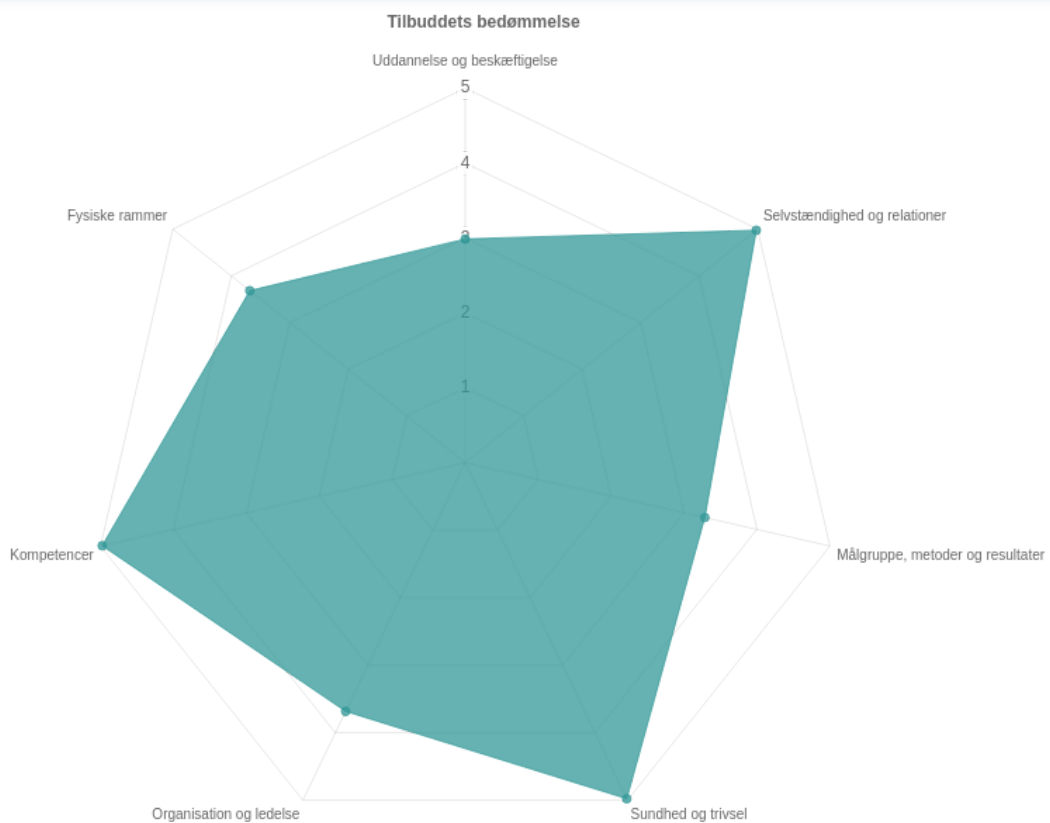 Tilbuddets bedømmelse
Uddannelse og beskæftigelse
5
4
Fysiske rammer
Selvstændighed og relationer
3
2
1
Kompetencer
Målgruppe, metoder og resultater
Organisation og ledelse
Sundhed og trivsel